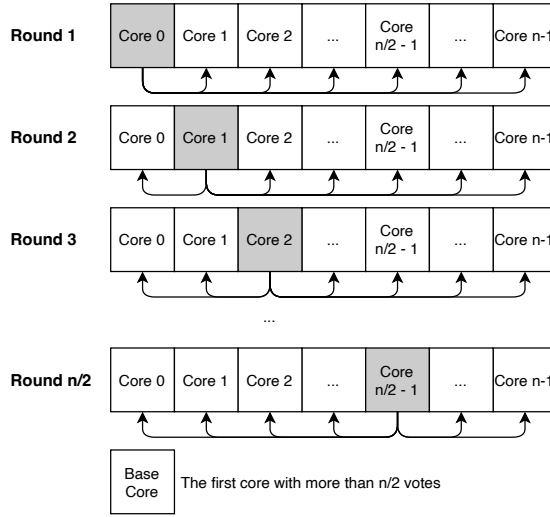 Round 1 Core 0 Core 1 Core 2 ... Core n/2 - 1 ... Core n-1
Round 2 Core 0 Core 1 Core 2 ... Core n/2 - 1 ... Core n-1
Round 3 Core 0 Core 1 Core 2 ... Core n/2 - 1 ... Core n-1
...
Round n/2 Core 0 Core 1 Core 2 ... Core n/2 - 1 ... Core n-1
Base Core The first core with more than n/2 votes